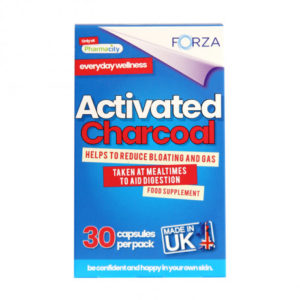 Only at
Pharmacity
FORZA
everyday wellness
Activated
Charcoal
HELPS TO REDUCE BLOATING AND GAS
TAKEN AT MEALTIMES
TO AID DIGESTION
FOOD SUPPLEMENT
30 capsules
per pack
MADE IN
UK
be confident and happy in your own skin.